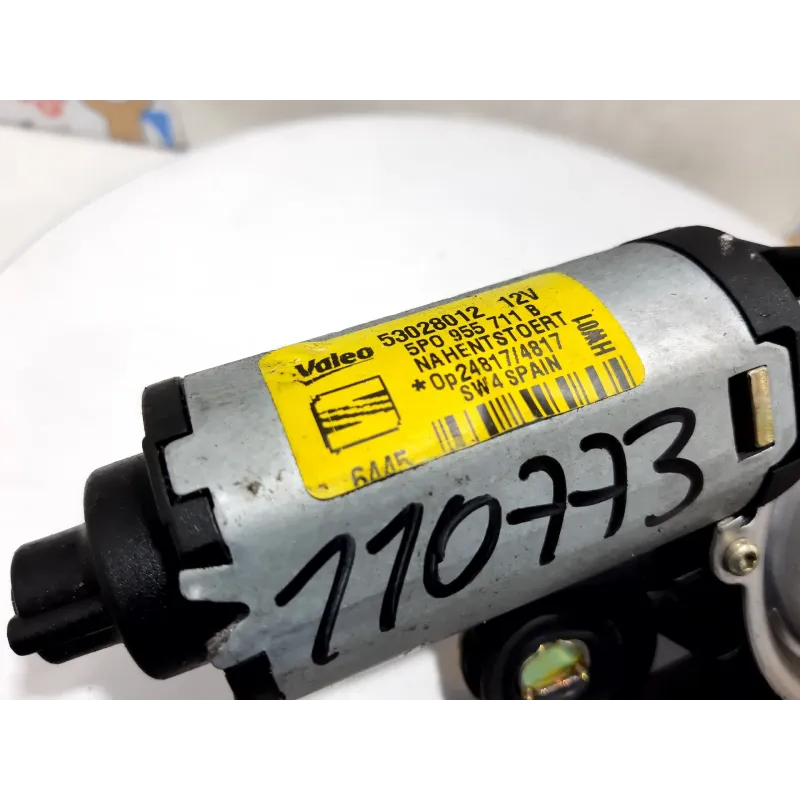 Valeo 53028012 12V
5P0 955 711 B
NAHENTSTOERT
*Op24817/4817
SW4 SPAIN
HW01
6445
110773